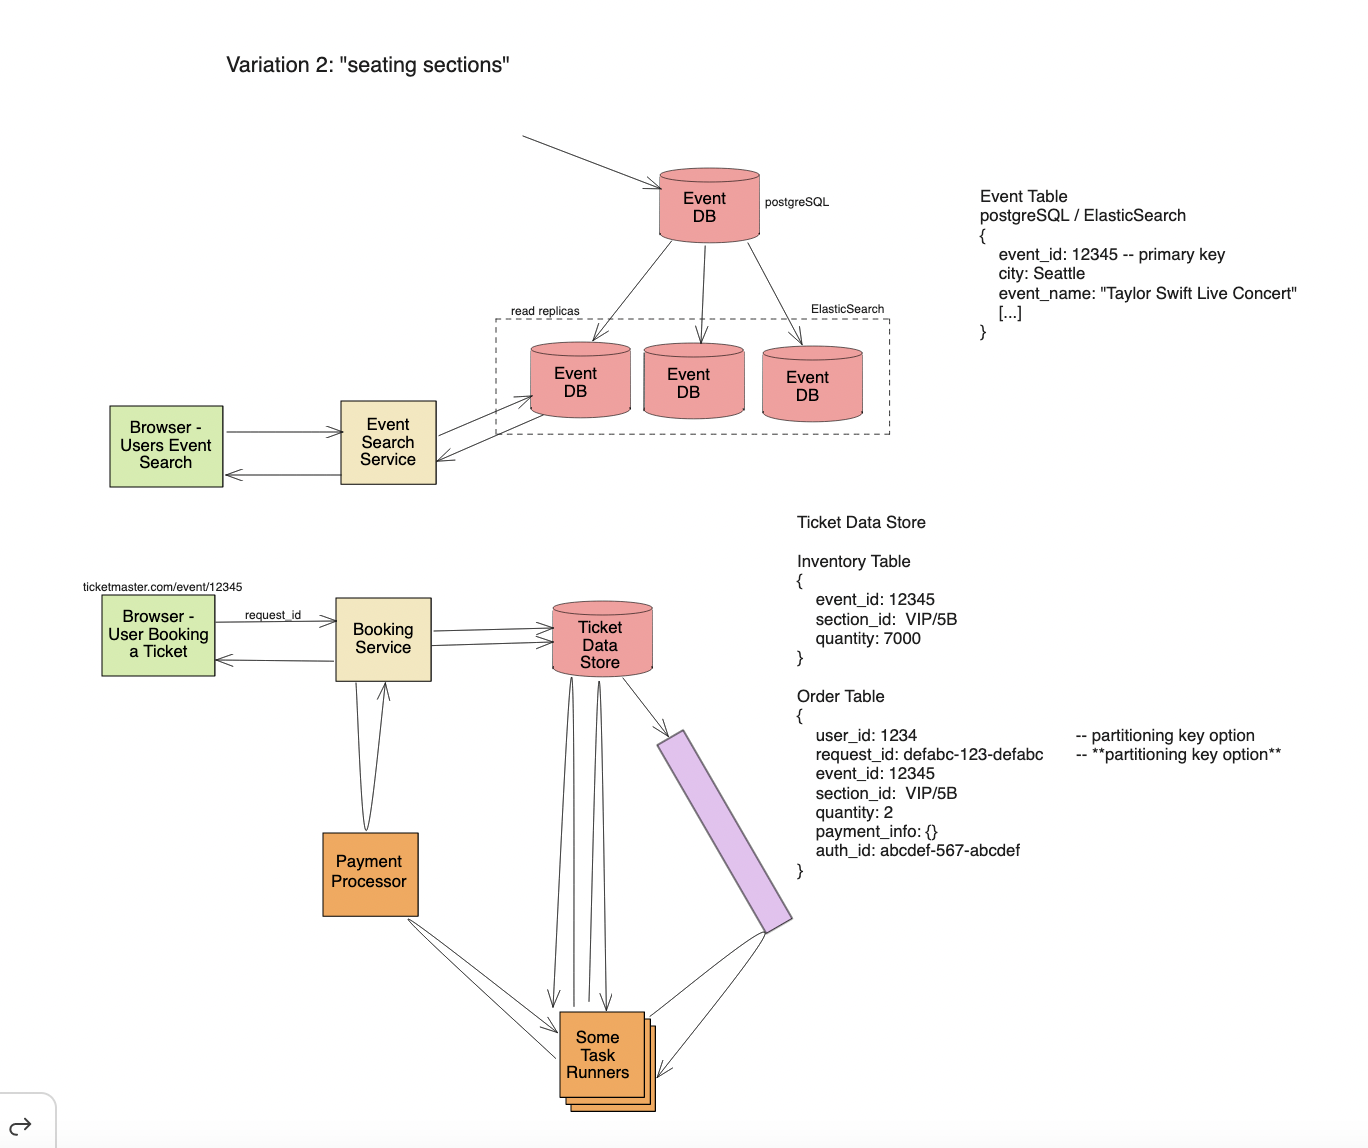 Variation 2: "seating sections"
Event
DB
postgreSQL
Event Table
postgreSQL / ElasticSearch
{
event_id: 12345 -- primary key
city: Seattle
event_name: "Taylor Swift Live Concert"
[...]
}
read replicas
ElasticSearch
Event
DB
Event
DB
Event
DB
Browser -
Users Event
Search
Event
Search
Service
Ticket Data Store
Inventory Table
{
event_id: 12345
section_id:  VIP/5B
quantity: 7000
}
ticketmaster.com/event/12345
Browser -
User Booking
a Ticket
request_id
Booking
Service
Ticket
Data
Store
Order Table
{
user_id: 1234 -- partitioning key option
request_id: defabc-123-defabc -- **partitioning key option**
event_id: 12345
section_id:  VIP/5B
quantity: 2
payment_info: {}
auth_id: abcdef-567-abcdef
}
Payment
Processor
Some
Task
Runners